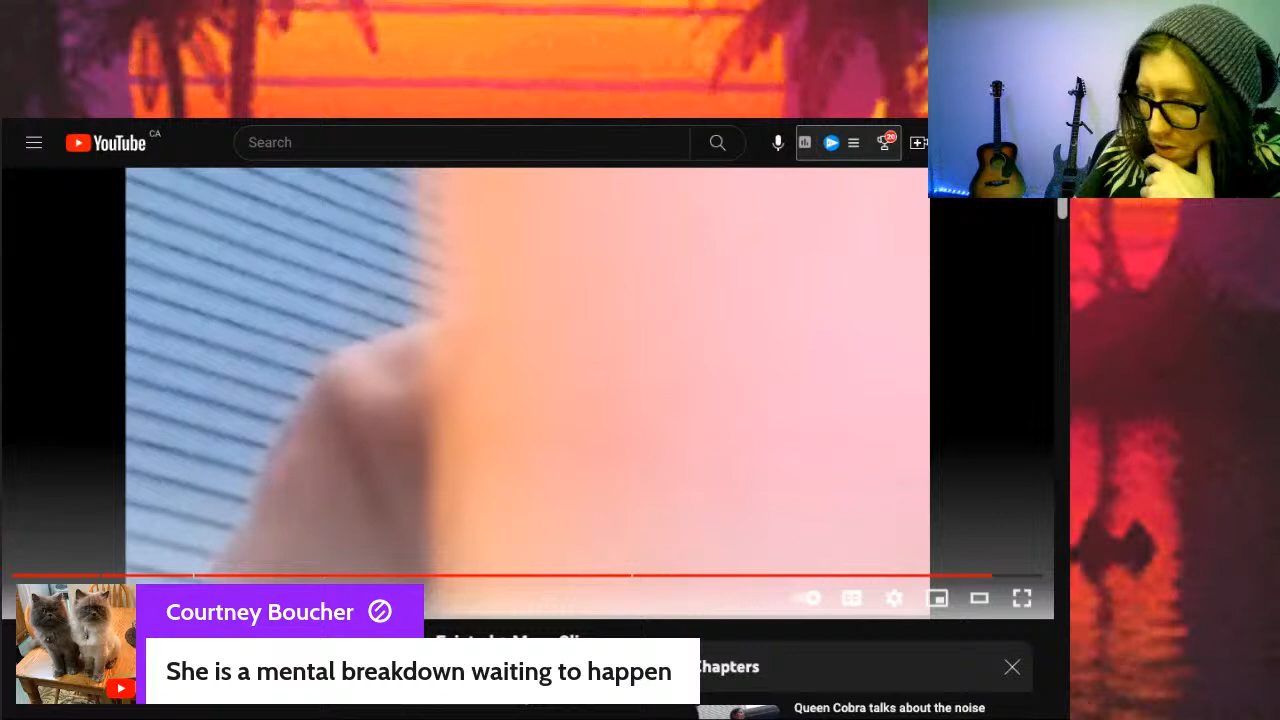 YouTube CA
Search
20
Courtney Boucher
She is a mental breakdown waiting to happen
Chapters
Queen Cobra talks about the noise